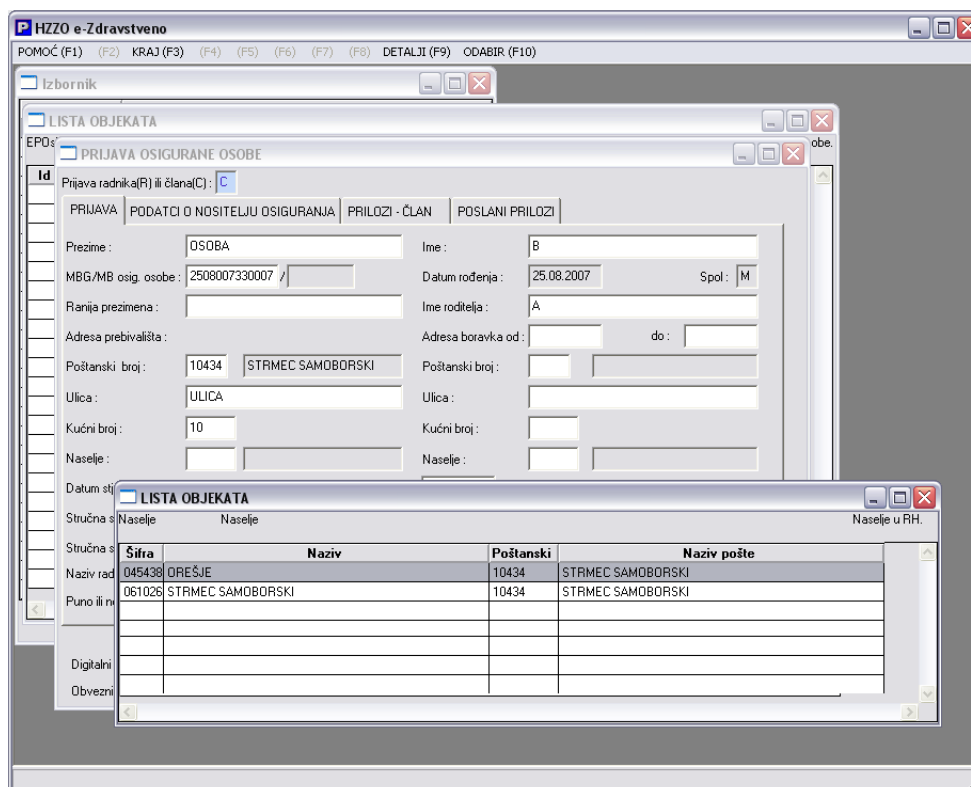 HZZO e-Zdravstveno
POMOĆ (F1) (F2) KRAJ (F3) (F4) (F5) (F6) (F7) (F8) DETALJI (F9) ODABIR (F10)
Izbornik
LISTA OBJEKATA
obe.
PRIJAVA OSIGURANE OSOBE
Id
Prijava radnika(R) ili člana(C) : C
PRIJAVA PODATCI O NOSITELJU OSIGURANJA PRILOZI - ČLAN POSLANI PRILOZI
Prezime : OSOBA Ime : B
MBG/MB osig. osobe : 2508007330007 / Datum rođenja : 25.08.2007 Spol : M
Ranija prezimena : Ime roditelja : A
Adresa prebivališta : Adresa boravka od : do :
Poštanski broj : 10434 STRMEC SAMOBORSKI Poštanski broj :
Ulica : ULICA Ulica :
Kućni broj : 10 Kućni broj :
Naselje : Naselje :
Datum stj
LISTA OBJEKATA
Stručna s
Naselje Naselje Naselje u RH.
Stručna s
Šifra Naziv Poštanski Naziv pošte
Naziv rad
045438 OREŠJE 10434 STRMEC SAMOBORSKI
061026 STRMEC SAMOBORSKI 10434 STRMEC SAMOBORSKI
Puno ili n
Digitalni
Obvezni